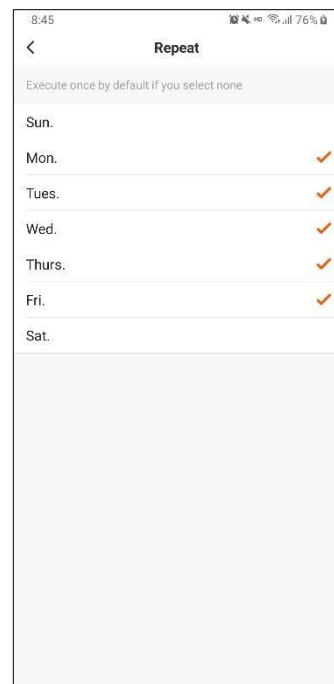 8:45 HD 76%
Repeat
Execute once by default if you select none
Sun.
Mon.
Tues.
Wed.
Thurs.
Fri.
Sat.